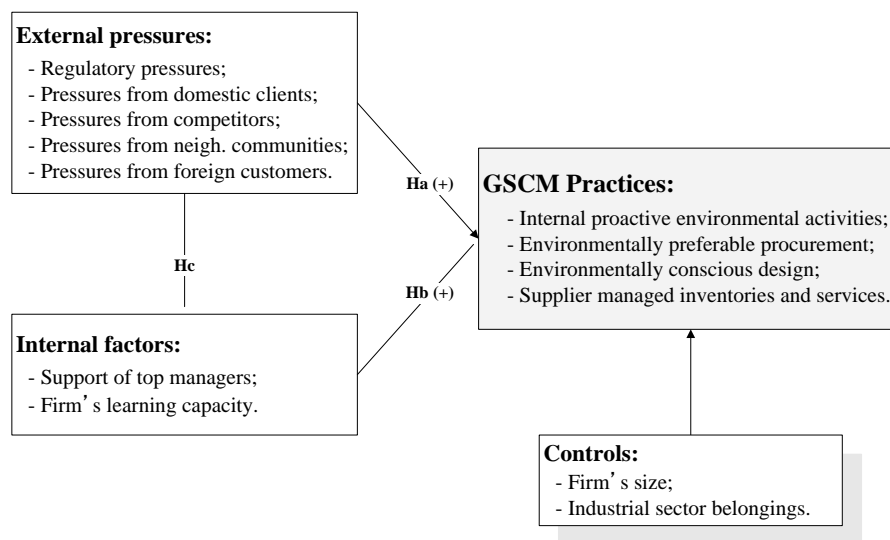 External pressures:
- Regulatory pressures;
- Pressures from domestic clients;
- Pressures from competitors;
- Pressures from neigh. communities;
- Pressures from foreign customers.
Ha (+)
GSCM Practices:
- Internal proactive environmental activities;
- Environmentally preferable procurement;
- Environmentally conscious design;
- Supplier managed inventories and services.
Hc
Hb (+)
Internal factors:
- Support of top managers;
- Firm’s learning capacity.
Controls:
- Firm’s size;
- Industrial sector belongings.